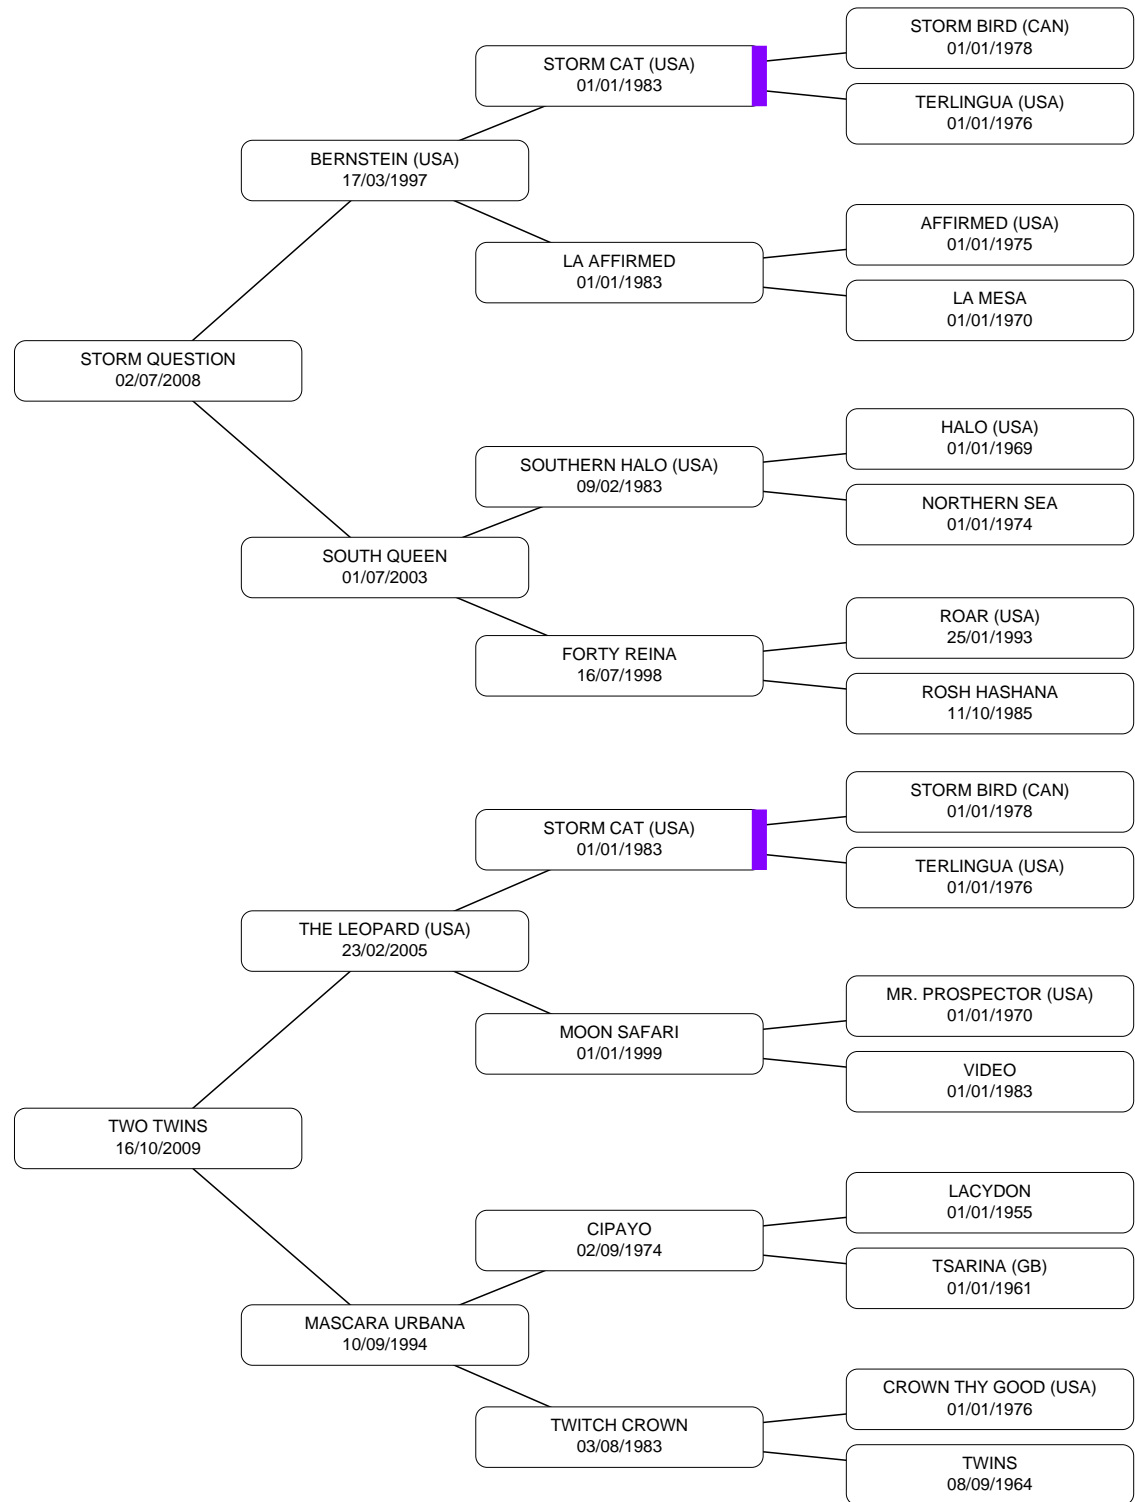 STORM BIRD (CAN)
01/01/1978
STORM CAT (USA)
01/01/1983
TERLINGUA (USA)
01/01/1976
BERNSTEIN (USA)
17/03/1997
AFFIRMED (USA)
01/01/1975
LA AFFIRMED
01/01/1983
LA MESA
01/01/1970
STORM QUESTION
02/07/2008
HALO (USA)
01/01/1969
SOUTHERN HALO (USA)
09/02/1983
NORTHERN SEA
01/01/1974
SOUTH QUEEN
01/07/2003
ROAR (USA)
25/01/1993
FORTY REINA
16/07/1998
ROSH HASHANA
11/10/1985
STORM BIRD (CAN)
01/01/1978
STORM CAT (USA)
01/01/1983
TERLINGUA (USA)
01/01/1976
THE LEOPARD (USA)
23/02/2005
MR. PROSPECTOR (USA)
01/01/1970
MOON SAFARI
01/01/1999
VIDEO
01/01/1983
TWO TWINS
16/10/2009
LACYDON
01/01/1955
CIPAYO
02/09/1974
TSARINA (GB)
01/01/1961
MASCARA URBANA
10/09/1994
CROWN THY GOOD (USA)
01/01/1976
TWITCH CROWN
03/08/1983
TWINS
08/09/1964